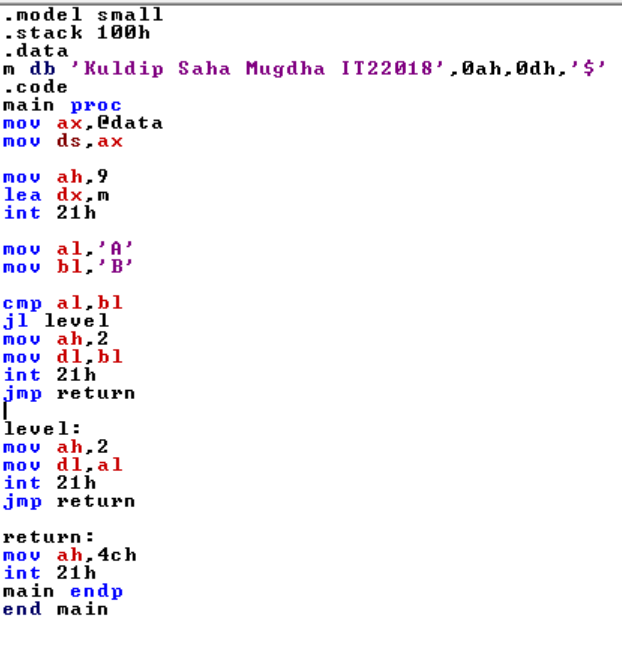 .model small
.stack 100h
.data
m db 'Kuldip Saha Mugdha IT22018',0ah,0dh,'$'
.code
main proc
mov ax,@data
mov ds,ax
mov ah,9
lea dx,m
int 21h
mov al,'A'
mov bl,'B'
cmp al,bl
jl level
mov ah,2
mov dl,bl
int 21h
jmp return
level:
mov ah,2
mov dl,al
int 21h
jmp return
return:
mov ah,4ch
int 21h
main endp
end main